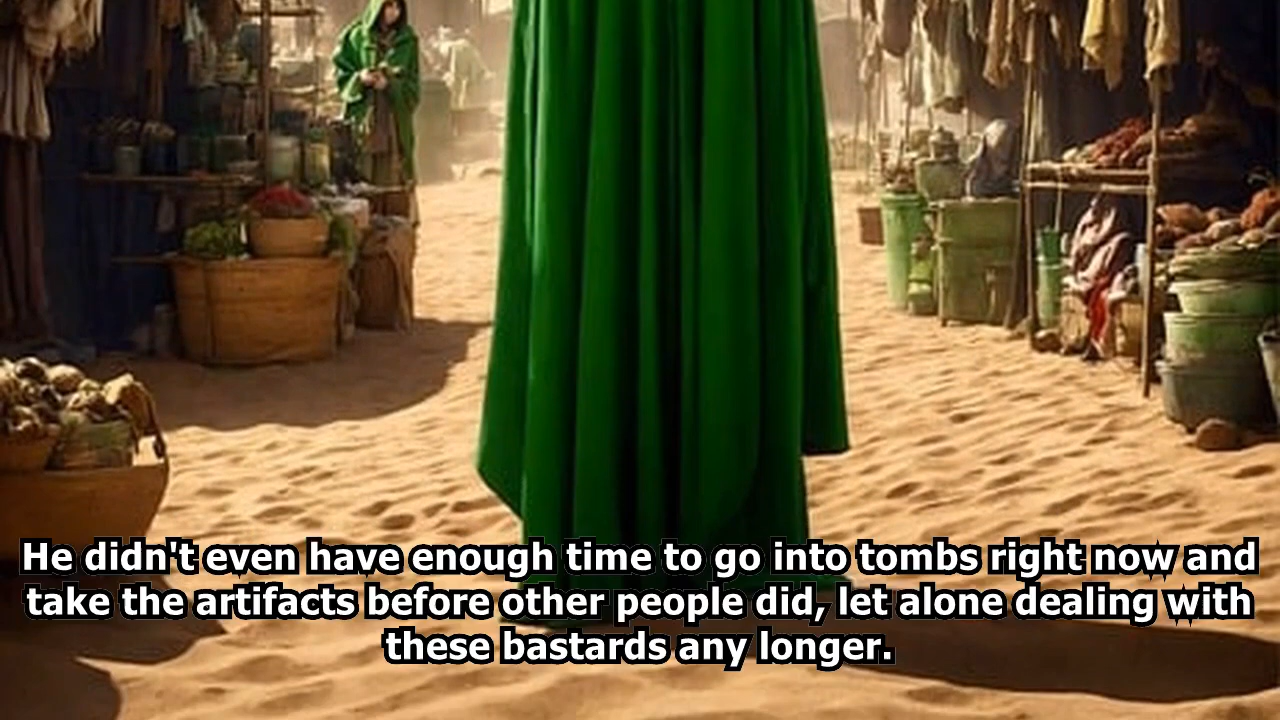 He didn't even have enough time to go into tombs right now and
take the artifacts before other people did, let alone dealing with
these bastards any longer.